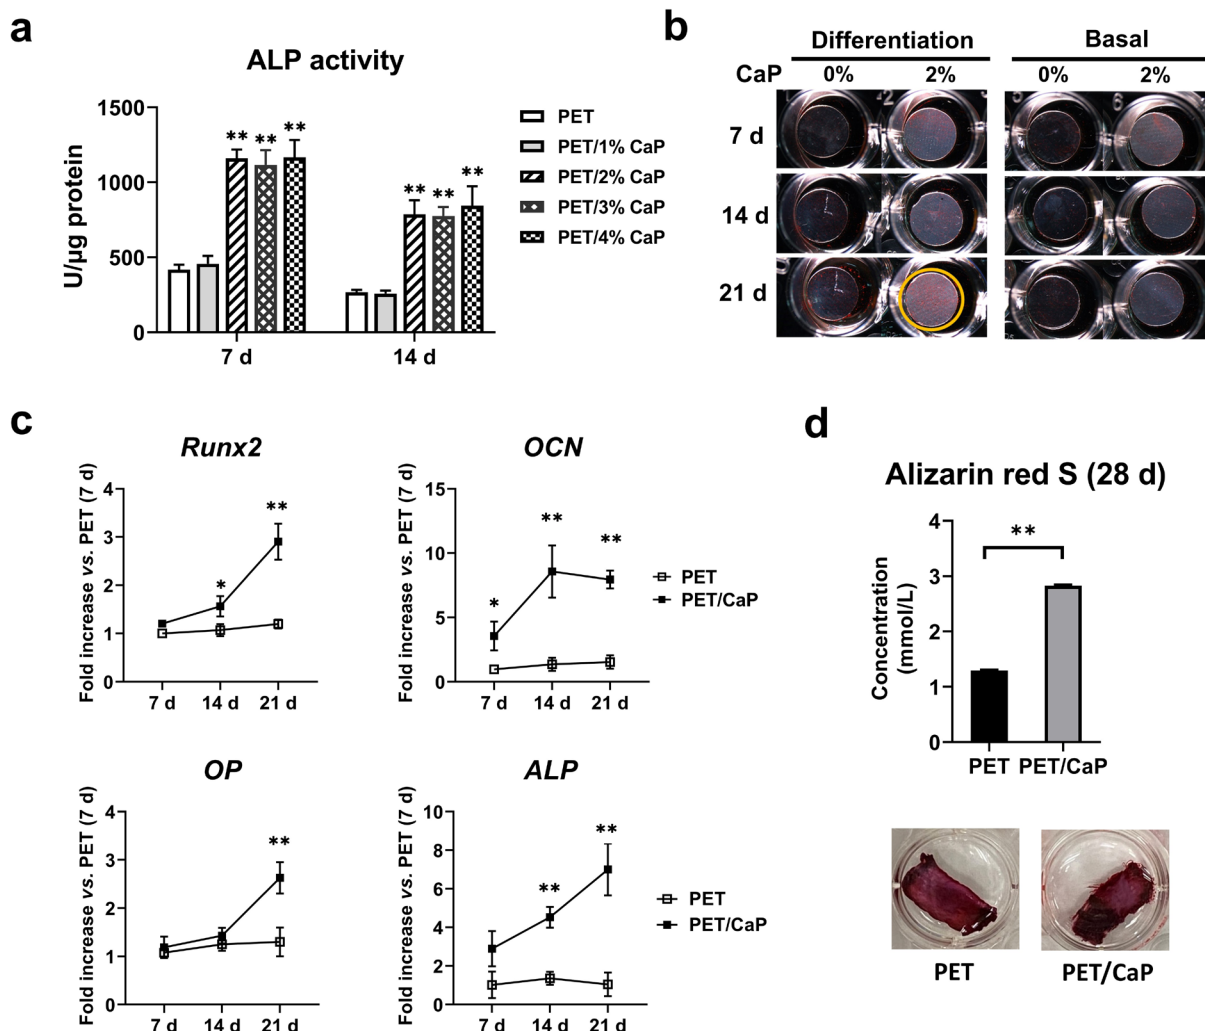 a
ALP activity
U/µg protein
1500
1000
500
0
** ** **
** ** **
7 d 14 d
PET
PET/1% CaP
PET/2% CaP
PET/3% CaP
PET/4% CaP
b
Differentiation Basal
CaP 0% 2% 0% 2%
7 d
14 d
21 d
c
Runx2
Fold increase vs. PET (7 d)
4
3
2
1
0
* **
7 d 14 d 21 d
OCN
Fold increase vs. PET (7 d)
15
10
5
0
* ** **
7 d 14 d 21 d
PET
PET/CaP
OP
Fold increase vs. PET (7 d)
4
3
2
1
0
**
7 d 14 d 21 d
ALP
Fold increase vs. PET (7 d)
10
8
6
4
2
0
** **
7 d 14 d 21 d
PET
PET/CaP
d
Alizarin red S (28 d)
Concentration
(mmol/L)
4
3
2
1
0
**
PET PET/CaP
PET PET/CaP